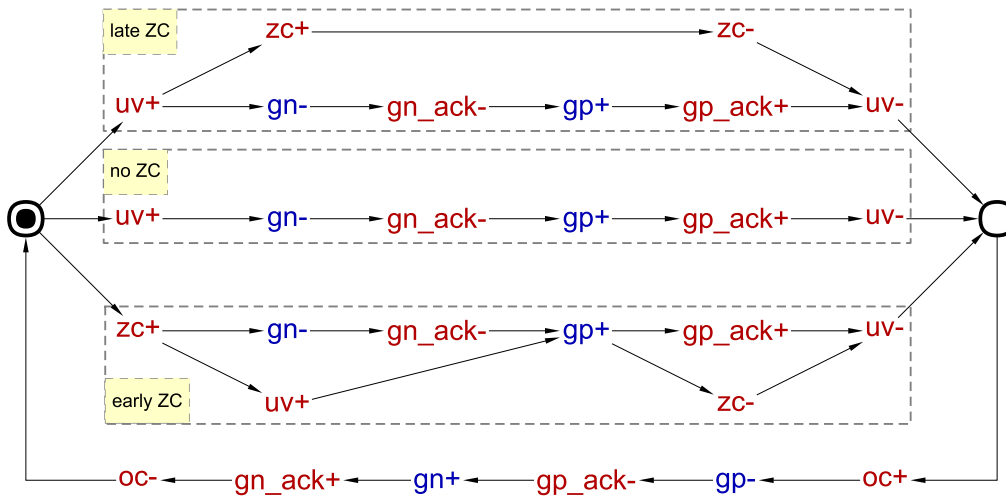 late ZC
zc+ zc-
uv+ gn- gn_ack- gp+ gp_ack+ uv-
no ZC
uv+ gn- gn_ack- gp+ gp_ack+ uv-
zc+ gn- gn_ack- gp+ gp_ack+ uv-
early ZC
uv+ zc-
oc- gn_ack+ gn+ gp_ack- gp- oc+